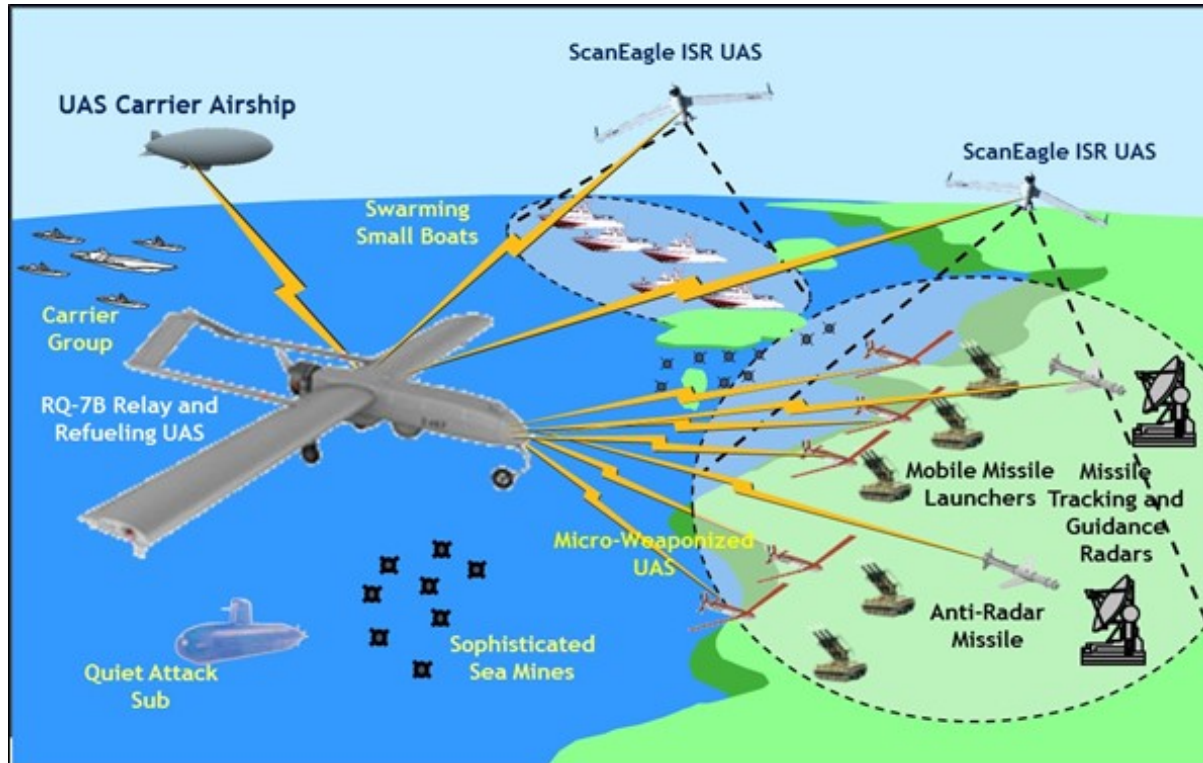 ScanEagle ISR UAS
UAS Carrier Airship
ScanEagle ISR UAS
Swarming
Small Boats
Carrier
Group
RQ-7B Relay and
Refueling UAS
Mobile Missile
Launchers
Missile
Tracking and
Guidance
Radars
Micro-Weaponized
UAS
Anti-Radar
Missile
Sophisticated
Sea Mines
Quiet Attack
Sub